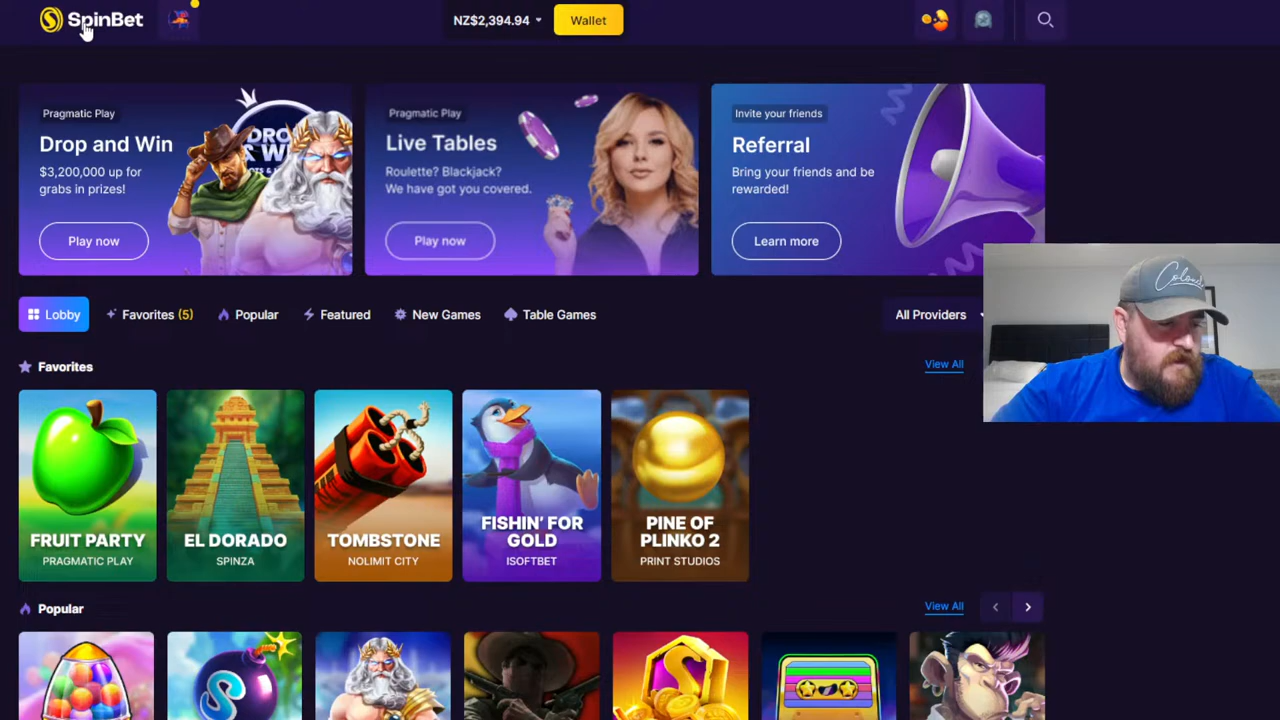 SpinBet
NZ$2,394.94
Wallet
Pragmatic Play
Drop and Win
$3,200,000 up for
grabs in prizes!
Play now
Pragmatic Play
Live Tables
Roulette? Blackjack?
We have got you covered.
Play now
Invite your friends
Referral
Bring your friends and be
rewarded!
Learn more
Lobby
Favorites (5)
Popular
Featured
New Games
Table Games
All Providers
Favorites
View All
FRUIT PARTY
PRAGMATIC PLAY
EL DORADO
SPINZA
TOMBSTONE
NOLIMIT CITY
FISHIN' FOR
GOLD
ISOFTBET
PINE OF
PLINKO 2
PRINT STUDIOS
Popular
View All